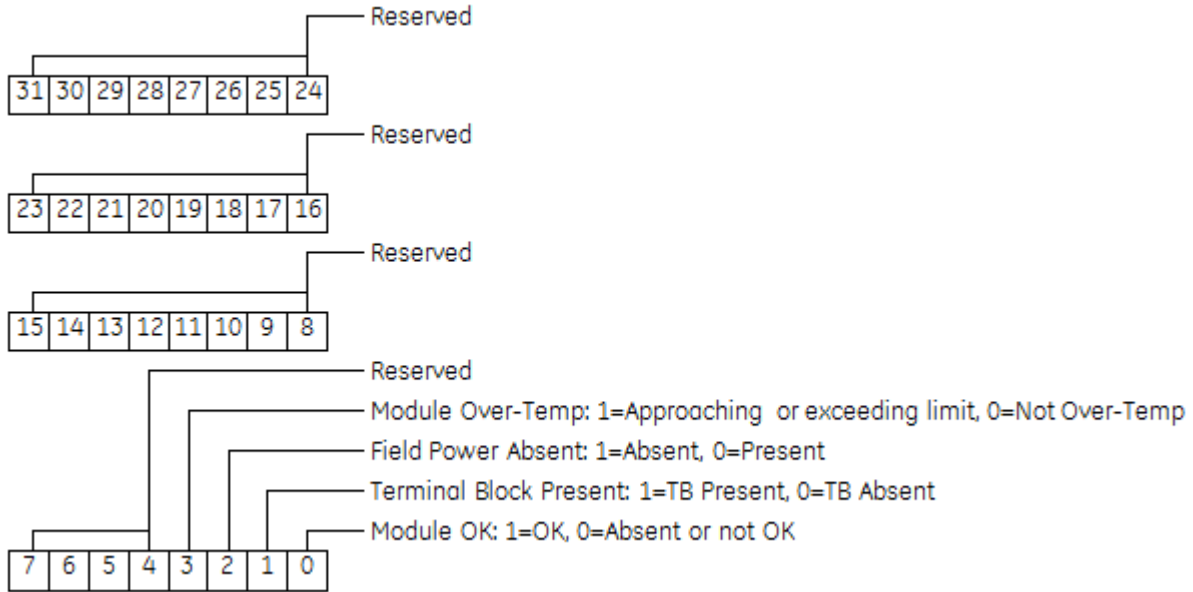 Reserved
31 30 29 28 27 26 25 24
Reserved
23 22 21 20 19 18 17 16
Reserved
15 14 13 12 11 10 9 8
Reserved
Module Over-Temp: 1=Approaching or exceeding limit, 0=Not Over-Temp
Field Power Absent: 1=Absent, 0=Present
Terminal Block Present: 1=TB Present, 0=TB Absent
Module OK: 1=OK, 0=Absent or not OK
7 6 5 4 3 2 1 0